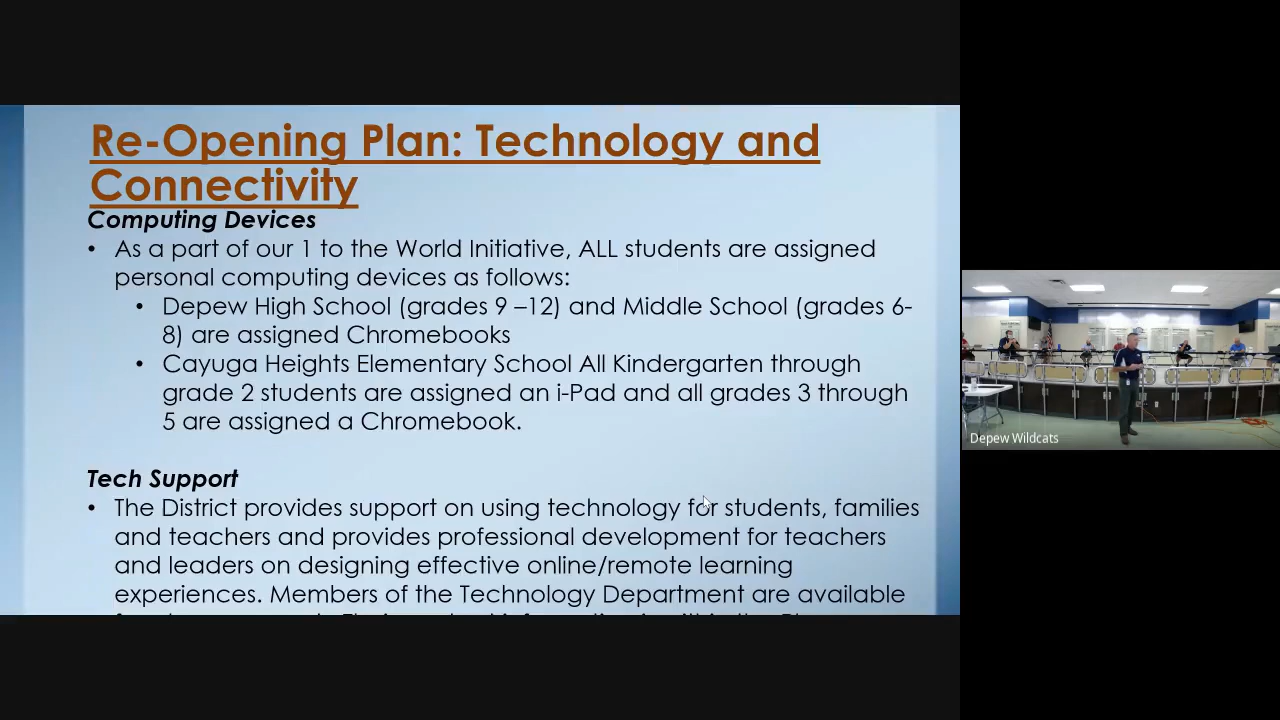 Re-Opening Plan: Technology and
Connectivity
Computing Devices
• As a part of our 1 to the World Initiative, ALL students are assigned
personal computing devices as follows:
• Depew High School (grades 9 –12) and Middle School (grades 6-
8) are assigned Chromebooks
• Cayuga Heights Elementary School All Kindergarten through
grade 2 students are assigned an i-Pad and all grades 3 through
5 are assigned a Chromebook.
Tech Support
• The District provides support on using technology for students, families
and teachers and provides professional development for teachers
and leaders on designing effective online/remote learning
experiences. Members of the Technology Department are available
Depew Wildcats